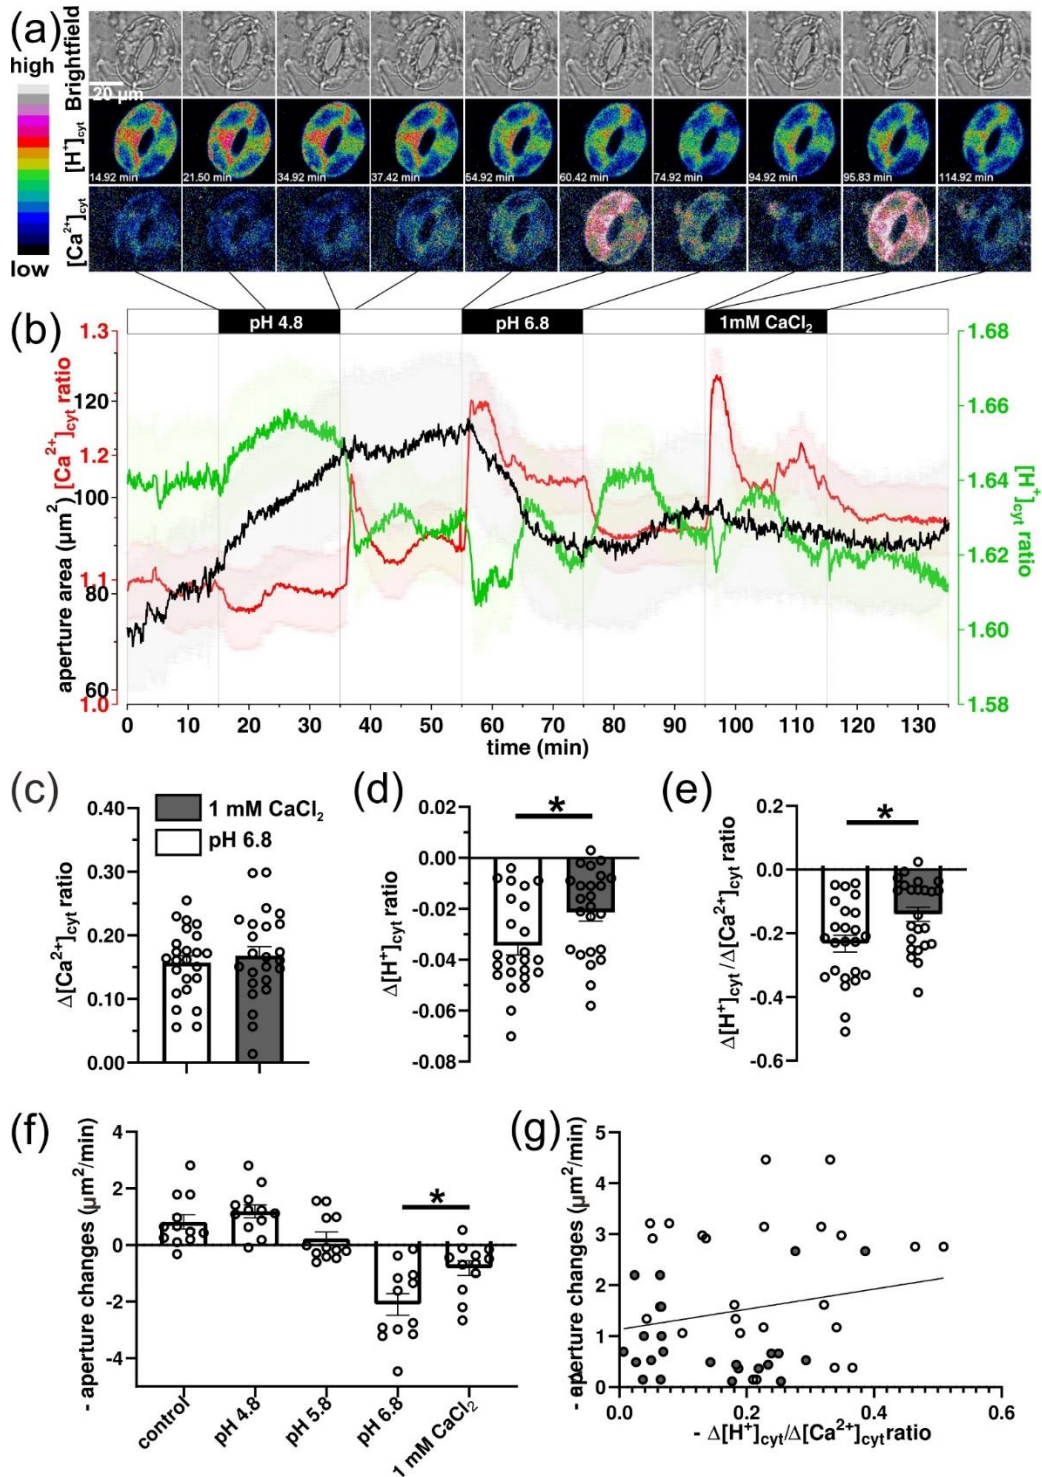 (a)
high
low
Brightfield
20 µm
[H⁺]cyt
14.92 min 21.50 min 34.92 min 37.42 min 54.92 min 60.42 min 74.92 min 94.92 min 95.83 min 114.92 min
[Ca²⁺]cyt
(b)
pH 4.8 pH 6.8 1mM CaCl₂
1.3
1.2
1.1
1.0
[Ca²⁺]cyt ratio
120
100
80
60
aperture area (µm²)
1.68
1.66
1.64
1.62
1.60
1.58
[H⁺]cyt ratio
0 10 20 30 40 50 60 70 80 90 100 110 120 130
time (min)
(c)
1 mM CaCl₂
pH 6.8
0.40
0.30
0.20
0.10
0.00
Δ[Ca²⁺]cyt ratio
(d)
*
0.02
0.00
-0.02
-0.04
-0.06
-0.08
Δ[H⁺]cyt ratio
(e)
*
0.2
0.0
-0.2
-0.4
-0.6
Δ[H⁺]cyt/Δ[Ca²⁺]cyt ratio
(f)
*
4
2
0
-2
-4
- aperture changes (µm²/min)
control pH 4.8 pH 5.8 pH 6.8 1 mM CaCl₂
(g)
5
4
3
2
1
0
- aperture changes (µm²/min)
0.0 0.2 0.4 0.6
- Δ[H⁺]cyt/Δ[Ca²⁺]cyt ratio